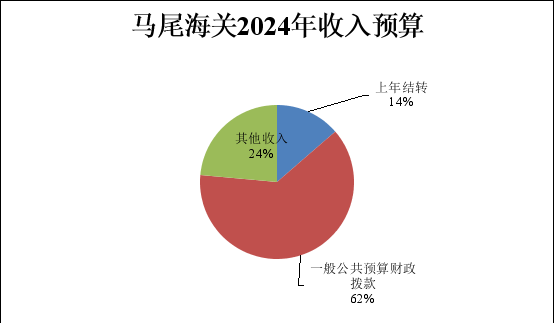 马尾海关2024年收入预算
上年结转
14%
其他收入
24%
一般公共预算财政
拨款
62%